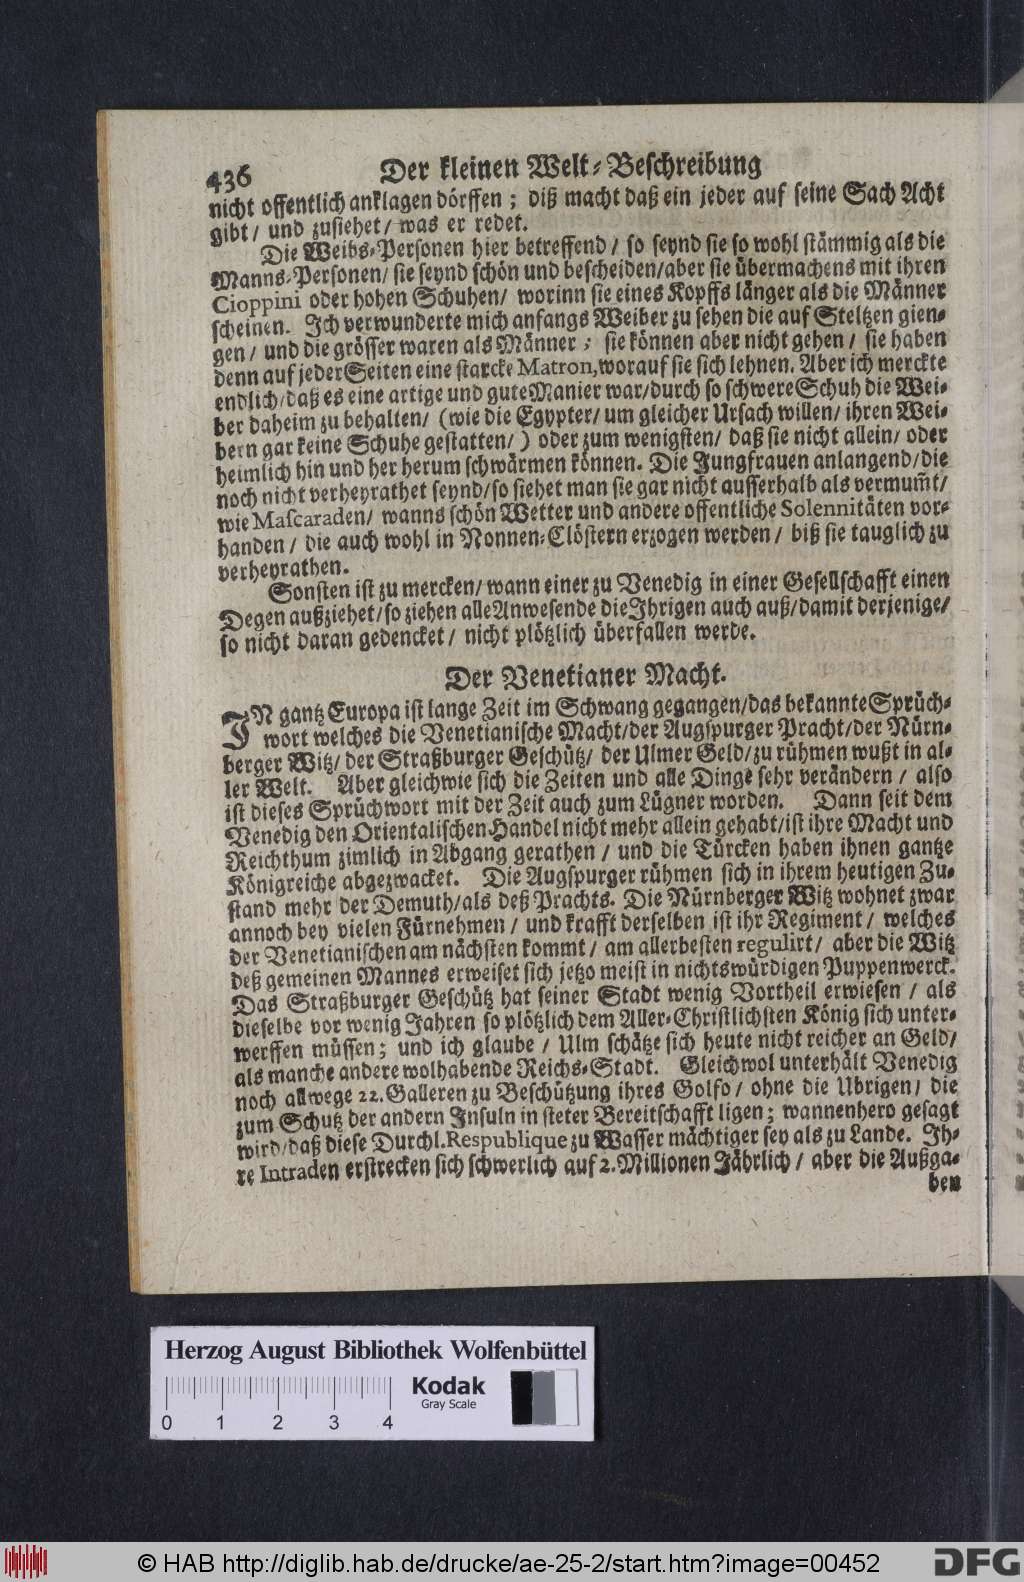 436 Der kleinen Welt-Beschreibung
nicht offentlich anklagen dörffen; diß macht daß ein jeder auf seine Sach Acht
gibt/ und zusiehet/ was er redet.
Die Weibs-Personen hier betreffend/ so seynd sie so wohl stämmig als die
Manns-Personen/ sie seynd schön und bescheiden/ aber sie übermachens mit ihren
Cioppini oder hohen Schuhen/ worinn sie eines Kopffs länger als die Männer
scheinen. Ich verwunderte mich anfangs Weiber zu sehen die auf Steltzen gien-
gen/ und die grösser waren als Männer; sie können aber nicht gehen/ sie haben
denn auf jeder Seiten eine starcke Matron, worauf sie sich lehnen. Aber ich merckte
endlich/ daß es eine artige und gute Manier war/ durch so schwere Schuh die Wei-
ber daheim zu behalten/ (wie die Egypter/ um gleicher Ursach willen/ ihren Wei-
bern gar keine Schuhe gestatten/) oder zum wenigsten/ daß sie nicht allein/ oder
heimlich hin und her herum schwärmen können. Die Jungfrauen anlangend/ die
noch nicht verheyrathet seynd/ so siehet man sie gar nicht ausserhalb als vermum̃t/
wie Mascaraden/ wanns schön Wetter und andere offentliche Solennitäten vor-
handen/ die auch wohl in Nonnen-Clöstern erzogen werden/ biß sie tauglich zu
verheyrathen.
Sonsten ist zu mercken/ wann einer zu Venedig in einer Gesellschafft einen
Degen außziehet/ so ziehen alle Anwesende die Ihrigen auch auß/ damit derjenige/
so nicht daran gedencket/ nicht plötzlich überfallen werde.
Der Venetianer Macht.
IN gantz Europa ist lange Zeit im Schwang gegangen/ das bekannte Sprüch-
wort welches die Venetianische Macht/ der Augspurger Pracht/ der Nürn-
berger Witz/ der Straßburger Geschütz/ der Ulmer Geld/ zu rühmen wußt in al-
ler Welt. Aber gleichwie sich die Zeiten und alle Dinge sehr verändern/ also
ist dieses Sprüchwort mit der Zeit auch zum Lügner worden. Dann seit dem
Venedig den Orientalischen Handel nicht mehr allein gehabt/ ist ihre Macht und
Reichthum zimlich in Abgang gerathen/ und die Türcken haben ihnen gantze
Königreiche abgezwacket. Die Augspurger rühmen sich in ihrem heutigen Zu-
stand mehr der Demuth/ als deß Prachts. Die Nürnberger Witz wohnet zwar
annoch bey vielen Fürnehmen/ und krafft derselben ist ihr Regiment/ welches
der Venetianischen am nächsten kommt/ am allerbesten regulirt/ aber die Witz
deß gemeinen Mannes erweiset sich jetzo meist in nichtswürdigen Puppenwerck.
Das Straßburger Geschütz hat seiner Stadt wenig Vortheil erwiesen/ als
dieselbe vor wenig Jahren so plötzlich dem Aller-Christlichsten König sich unter-
werffen müssen; und ich glaube/ Ulm schätze sich heute nicht reicher an Geld/
als manche andere wolhabende Reichs-Stadt. Gleichwol unterhält Venedig
noch allwege 22. Galleren zu Beschützung ihres Golfo/ ohne die Ubrigen/ die
zum Schutz der andern Insuln in steter Bereitschafft ligen; wannenhero gesagt
wird/ daß diese Durchl. Respublique zu Wasser mächtiger sey als zu Lande. Ih-
re Intraden erstrecken sich schwerlich auf 2. Millionen Jährlich/ aber die Außga-
ben
Herzog August Bibliothek Wolfenbüttel
Kodak
Gray Scale
0 1 2 3 4
© HAB http://diglib.hab.de/drucke/ae-25-2/start.htm?image=00452
DFG